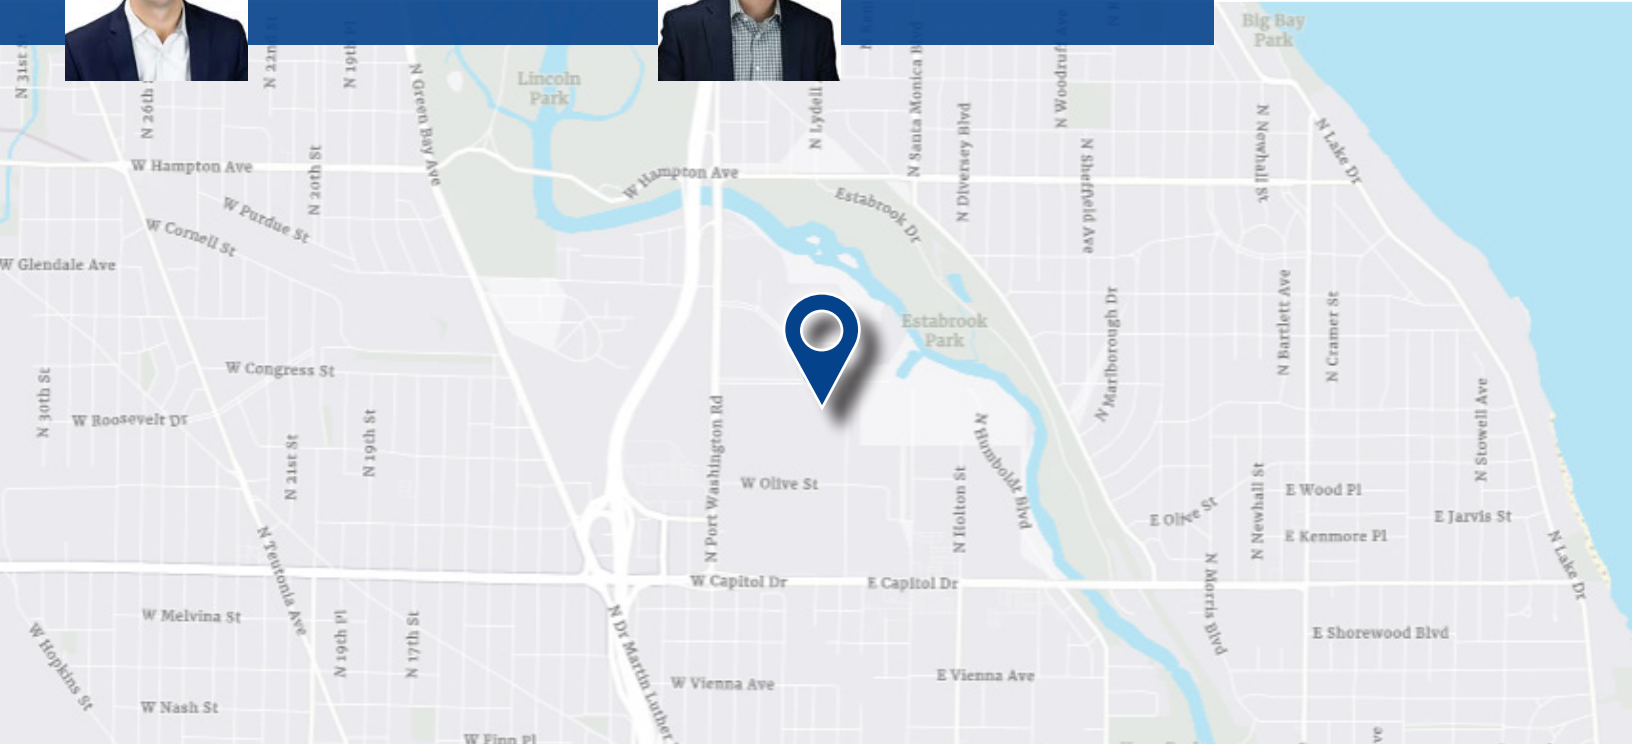 Big Bay
Park
N 31st St
N 26th
N 22nd St
N 19th Pl
N Green Bay Ave
Lincoln
Park
N Lydell
N Santa Monica Blvd
N Diversey Blvd
N Woodruff Ave
N Sheffield Ave
N Newhall St
N Lake Dr
W Hampton Ave
N 20th St
W Hampton Ave
Estabrook Dr
W Purdue St
W Cornell St
W Glendale Ave
Estabrook
Park
N Marlborough Dr
N Bartlett Ave
N Cramer St
W Congress St
N 30th St
W Roosevelt Dr
N 21st St
N 19th St
N Port Washington Rd
W Olive St
N Holton St
N Humboldt Blvd
N Stowell Ave
E Olive St
N Newhall St
E Wood Pl
E Jarvis St
E Kenmore Pl
N Lake Dr
N Teutonia Ave
W Capitol Dr
E Capitol Dr
N Morris Blvd
W Melvina St
N 19th Pl
N 17th St
W Hopkins St
N Dr Martin Luther
E Shorewood Blvd
W Vienna Ave
E Vienna Ave
W Nash St
W Finn Pl